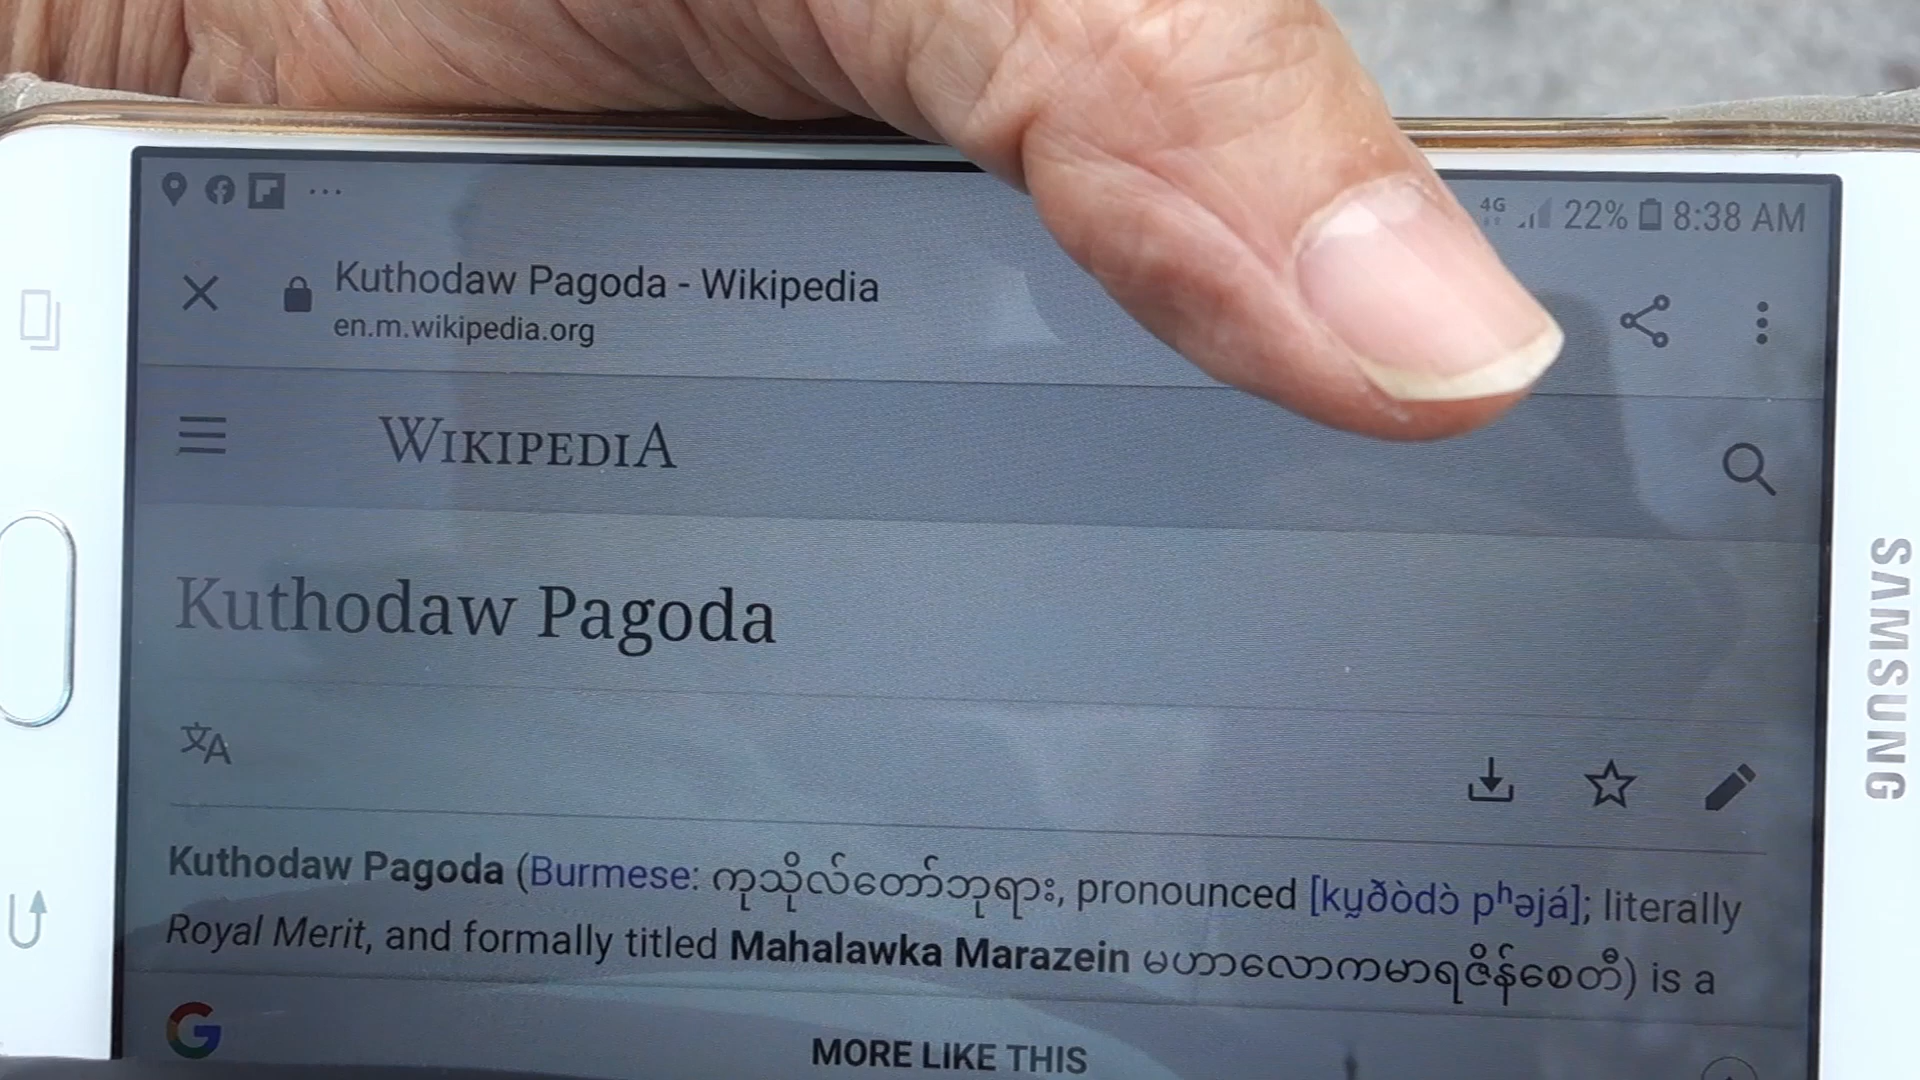 4G 22% 8:38 AM
Kuthodaw Pagoda - Wikipedia
en.m.wikipedia.org
WIKIPEDIA
Kuthodaw Pagoda
文A
Kuthodaw Pagoda (Burmese: ကုသိုလ်တော်ဘုရား, pronounced [kṵðòdɔ̀ pʰəjá]; literally
Royal Merit, and formally titled Mahalawka Marazein မဟာလောကမာရဇိန်စေတီ) is a
MORE LIKE THIS
SAMSUNG